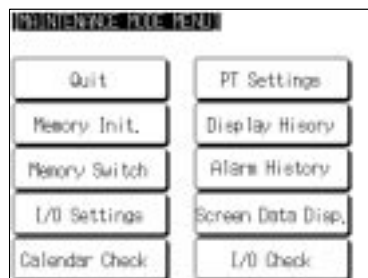 [MAINTENANCE MODE MENU]
Quit
PT Settings
Memory Init.
Display Hisory
Memory Switch
Alarm History
I/O Settings
Screen Data Disp.
Calendar Check
I/O Check